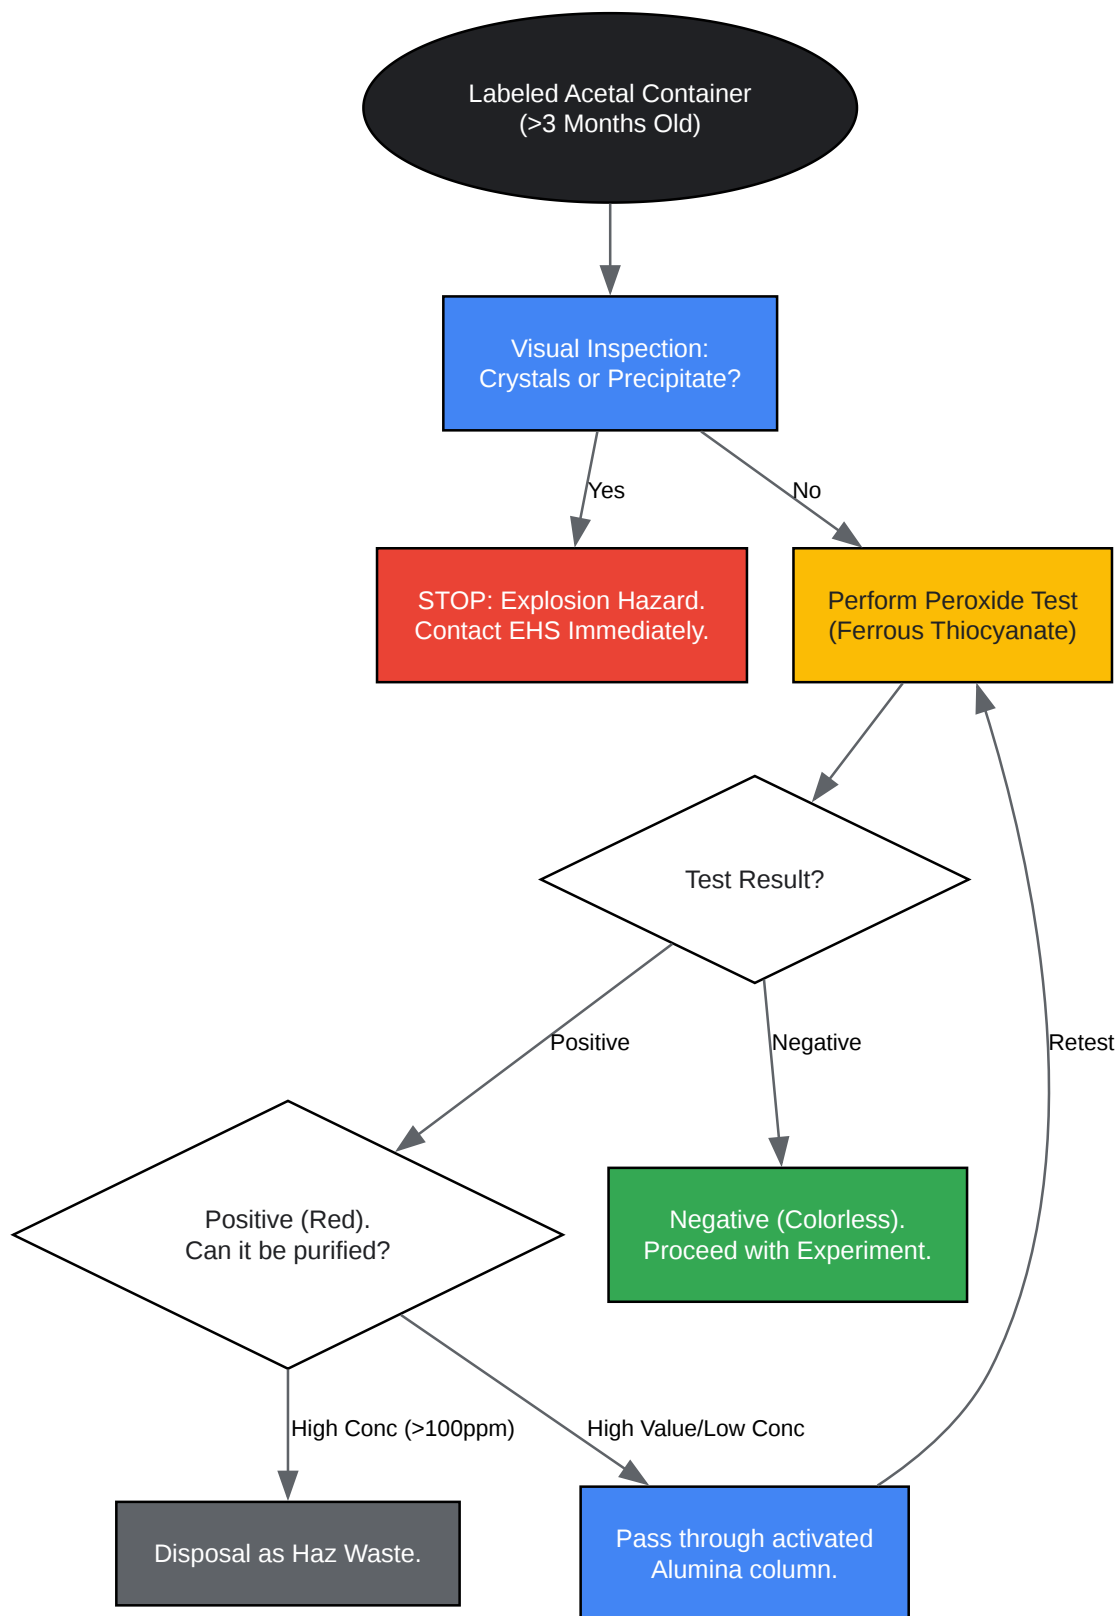 Labeled Acetal Container
(>3 Months Old)
Visual Inspection:
Crystals or Precipitate?
Yes
No
STOP: Explosion Hazard.
Contact EHS Immediately.
Perform Peroxide Test
(Ferrous Thiocyanate)
Test Result?
Positive
Negative
Retest
Positive (Red).
Can it be purified?
Negative (Colorless).
Proceed with Experiment.
High Conc (>100ppm)
High Value/Low Conc
Disposal as Haz Waste.
Pass through activated
Alumina column.